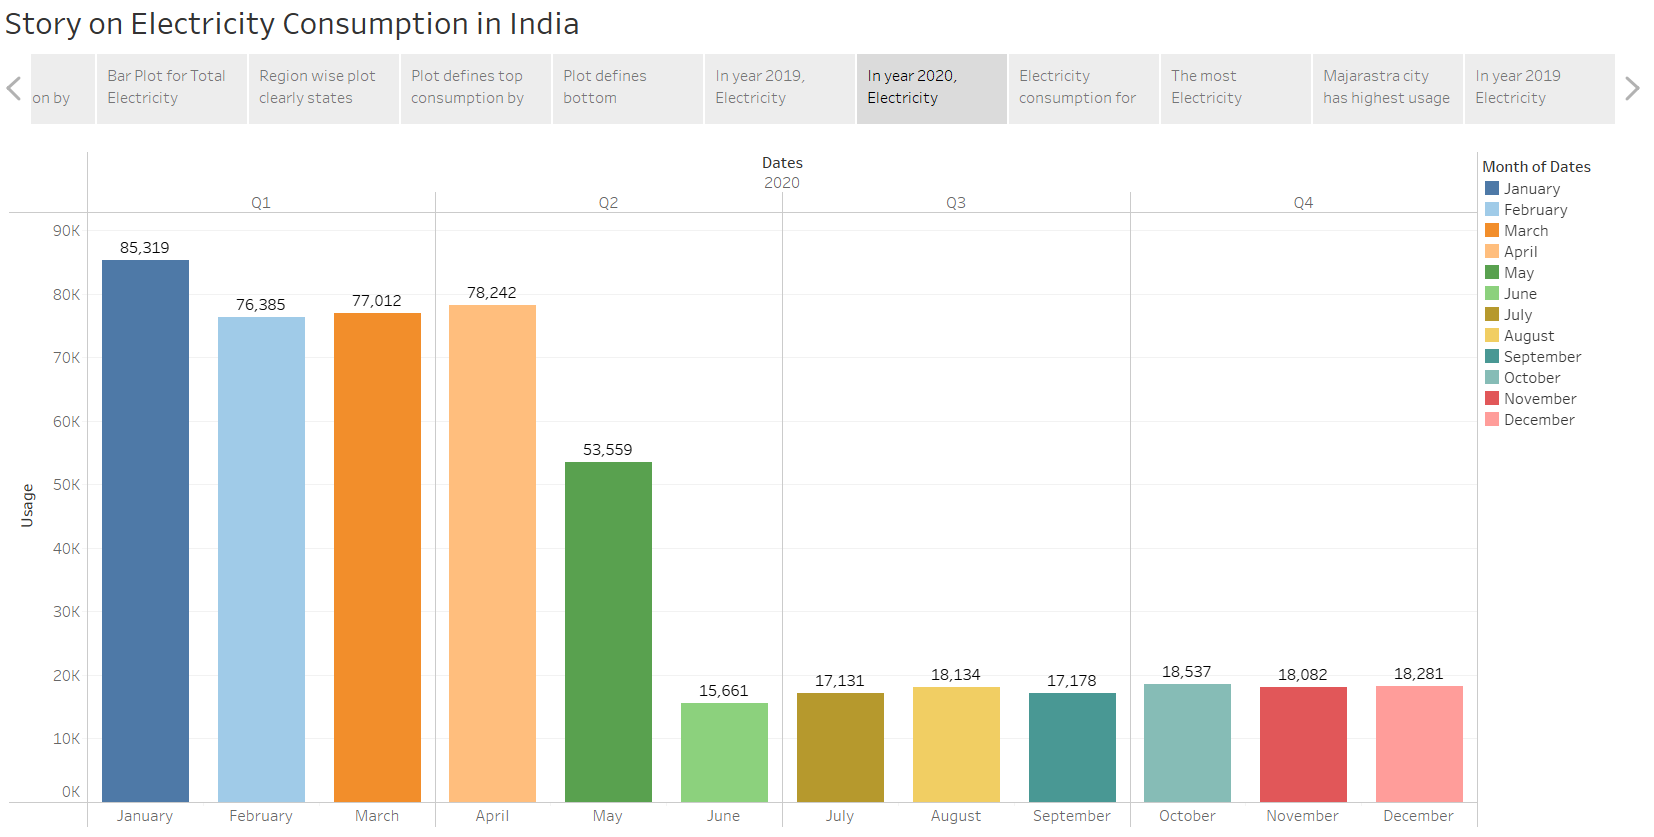 Story on Electricity Consumption in India
on by
Bar Plot for Total
Electricity
Region wise plot
clearly states
Plot defines top
consumption by
Plot defines
bottom
In year 2019,
Electricity
In year 2020,
Electricity
Electricity
consumption for
The most
Electricity
Majarastra city
has highest usage
In year 2019
Electricity
Dates
2020
Q1 Q2 Q3 Q4
90K
80K
70K
60K
50K
40K
30K
20K
10K
0K
Usage
85,319
76,385
77,012
78,242
53,559
15,661
17,131
18,134
17,178
18,537
18,082
18,281
January February March April May June July August September October November December
Month of Dates
January
February
March
April
May
June
July
August
September
October
November
December